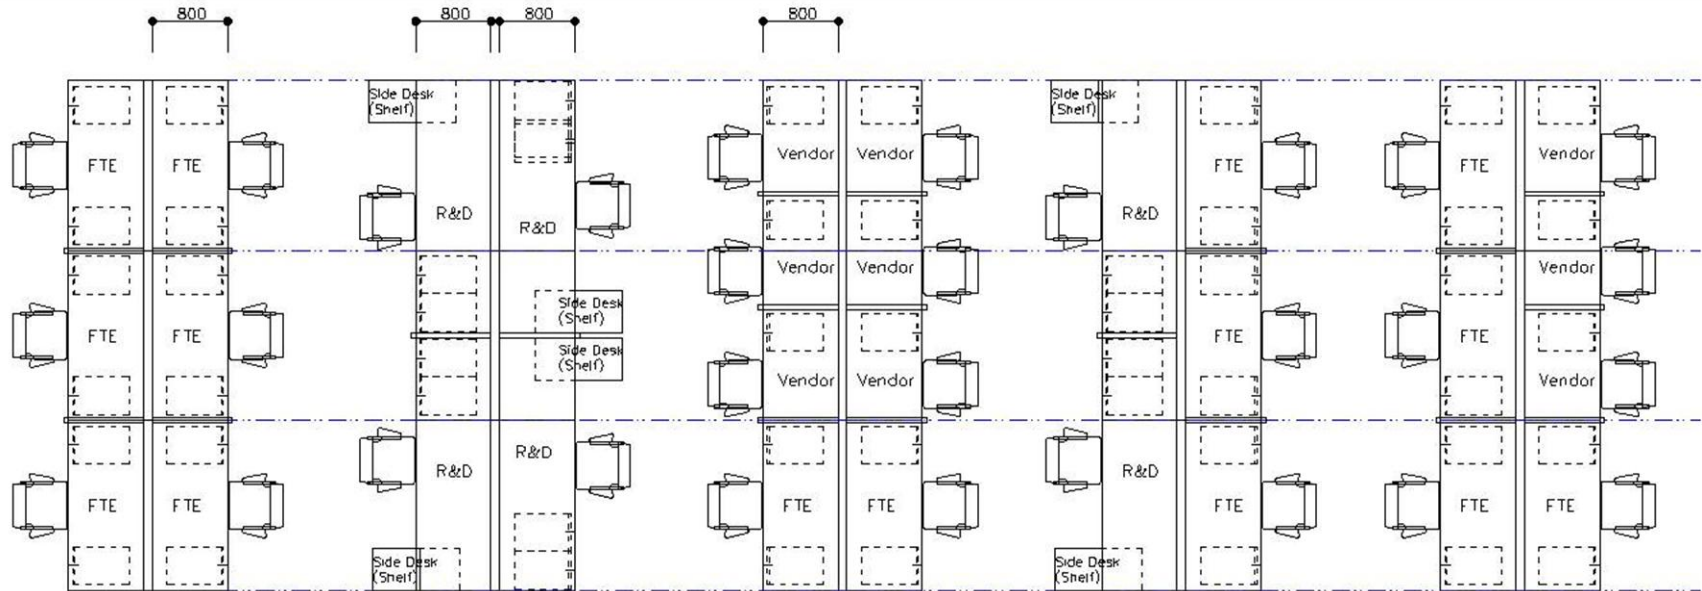 800 800 800 800
Side Desk
(Shelf)
Side Desk
(Shelf)
Vendor Vendor Vendor
FTE FTE FTE FTE
R&D R&D
R&D
Vendor Vendor Vendor
Side Desk
(Shelf)
FTE FTE FTE FTE
Side Desk
(Shelf)
Vendor Vendor Vendor
R&D R&D
R&D
FTE FTE FTE FTE FTE FTE FTE
Side Desk
(Shelf)
Side Desk
(Shelf)